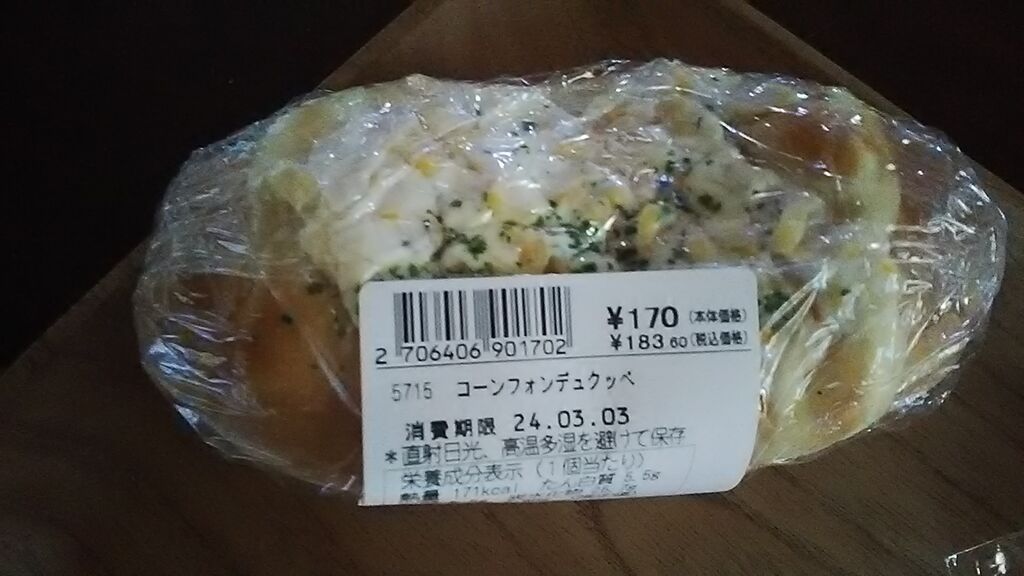 ¥170 (本体価格)
¥183.60(税込価格)
2 706406 901702
5715 コーンフォンデュクッペ
消費期限 24.03.03
*直射日光、高温多湿を避けて保存
栄養成分表示(1個当たり)
熱量 171kcal たん白質 5.5g